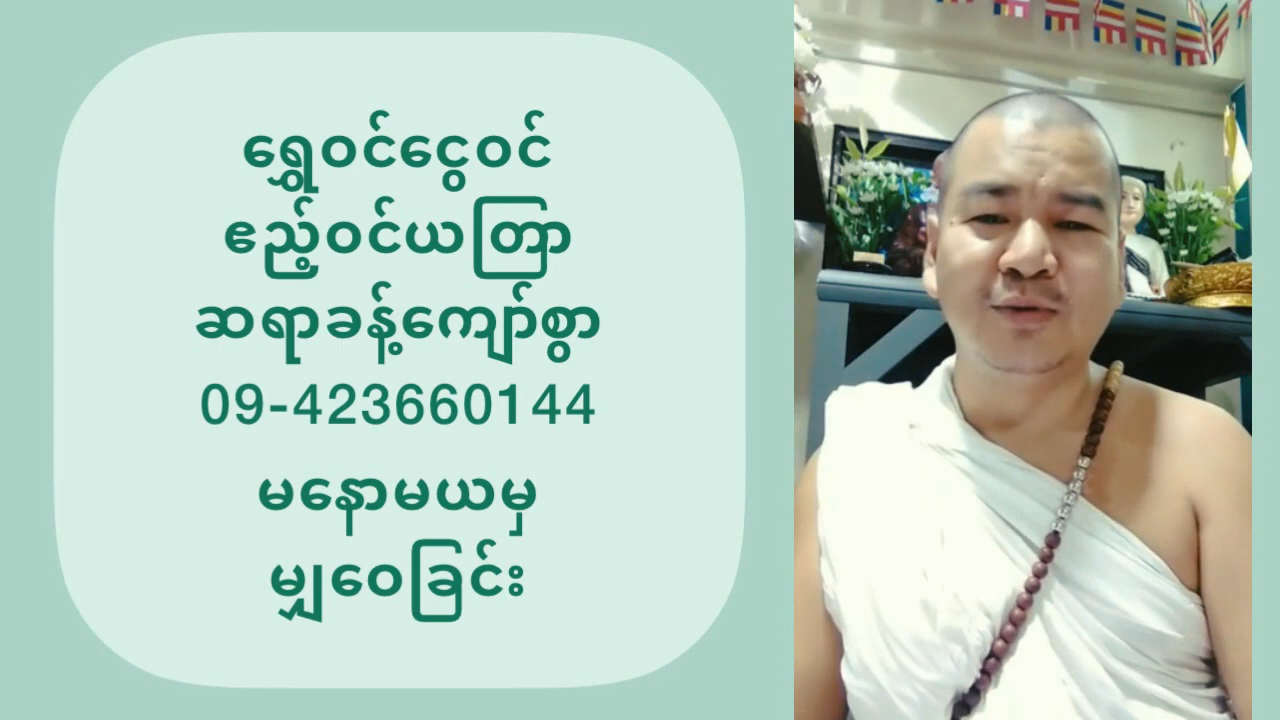 ရွှေဝင်ငွေဝင်
ဧည့်ဝင်ယတြာ
ဆရာခန့်ကျော်စွာ
09-423660144
မနောမယမှ
မျှဝေခြင်း